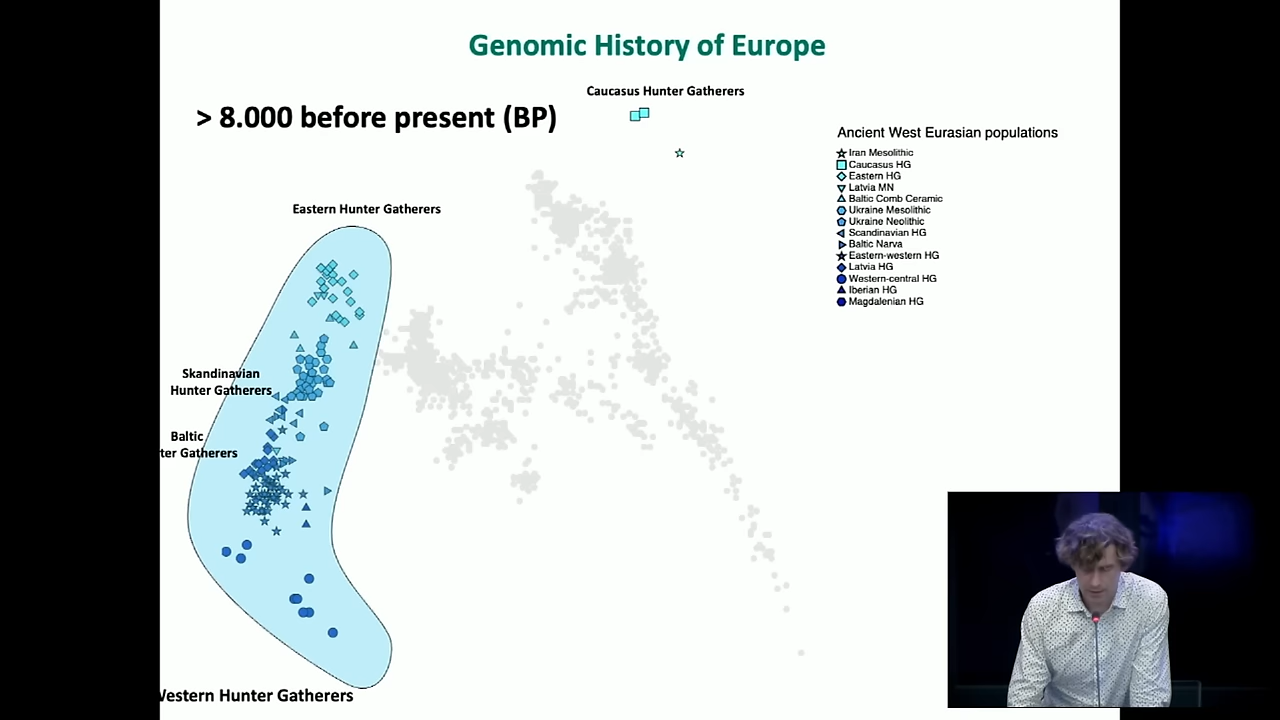 Genomic History of Europe
Caucasus Hunter Gatherers
> 8.000 before present (BP)
Ancient West Eurasian populations
Iran Mesolithic
Caucasus HG
Eastern HG
Latvia MN
Baltic Comb Ceramic
Ukraine Mesolithic
Ukraine Neolithic
Scandinavian HG
Baltic Narva
Eastern-western HG
Latvia HG
Western-central HG
Iberian HG
Magdalenian HG
Eastern Hunter Gatherers
Skandinavian
Hunter Gatherers
Baltic
ter Gatherers
Western Hunter Gatherers